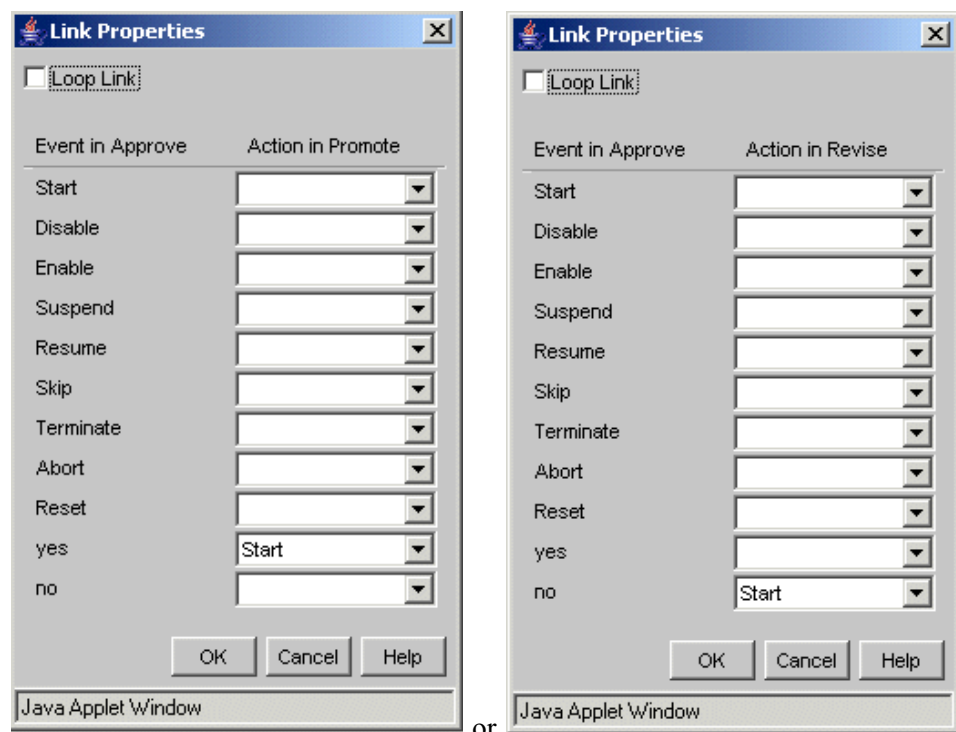 Link Properties
Loop Link
Event in Approve Action in Promote
Start
Disable
Enable
Suspend
Resume
Skip
Terminate
Abort
Reset
yes Start
no
OK Cancel Help
Java Applet Window
or
Link Properties
Loop Link
Event in Approve Action in Revise
Start
Disable
Enable
Suspend
Resume
Skip
Terminate
Abort
Reset
yes
no Start
OK Cancel Help
Java Applet Window